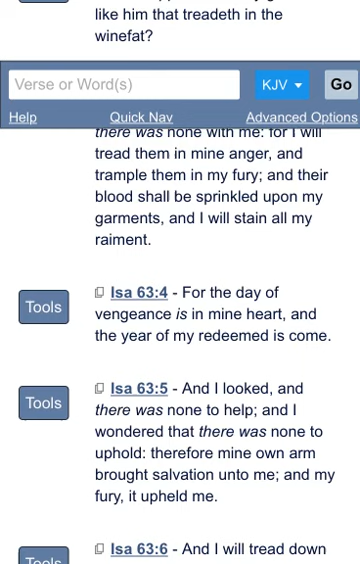 like him that treadeth in the
winefat?
Verse or Word(s)
KJV
Go
Help
Quick Nav
Advanced Options
there was none with me: for I will
tread them in mine anger, and
trample them in my fury; and their
blood shall be sprinkled upon my
garments, and I will stain all my
raiment.
Tools
Isa 63:4 - For the day of
vengeance is in mine heart, and
the year of my redeemed is come.
Tools
Isa 63:5 - And I looked, and
there was none to help; and I
wondered that there was none to
uphold: therefore mine own arm
brought salvation unto me; and my
fury, it upheld me.
Tools
Isa 63:6 - And I will tread down